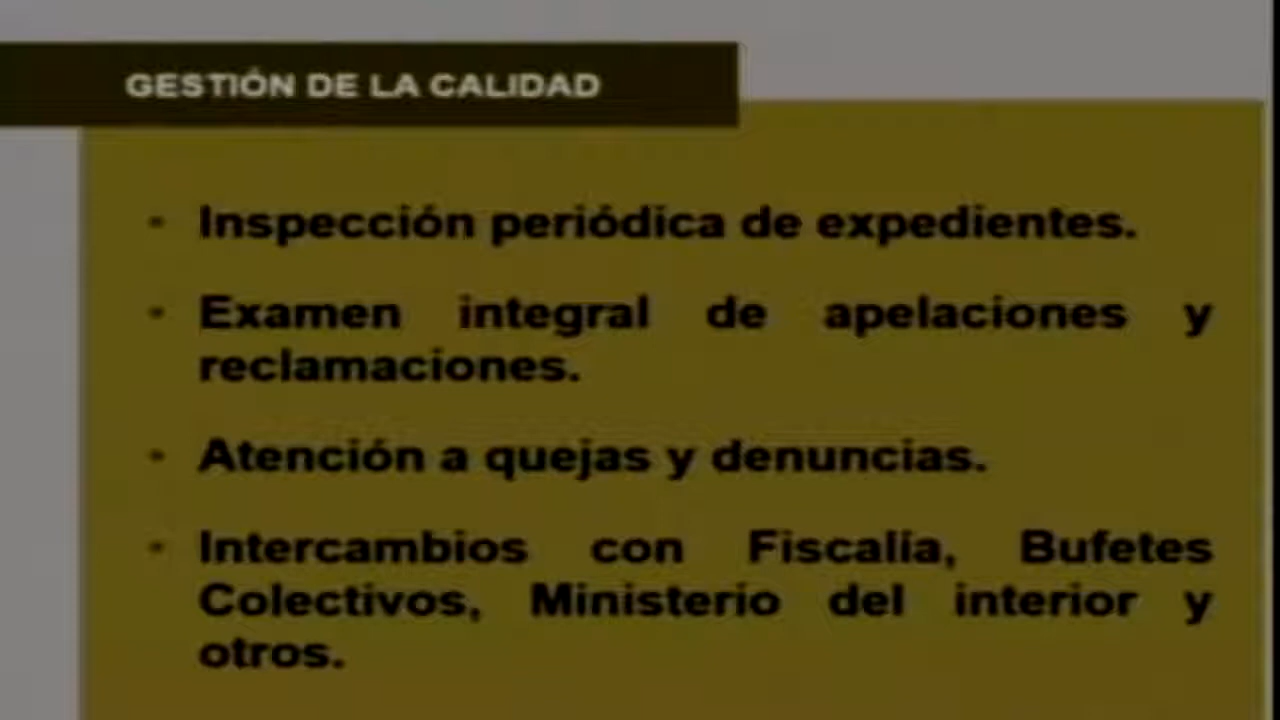 GESTIÓN DE LA CALIDAD
• Inspección periódica de expedientes.
• Examen integral de apelaciones y
reclamaciones.
• Atención a quejas y denuncias.
• Intercambios con Fiscalía, Bufetes
Colectivos, Ministerio del interior y
otros.